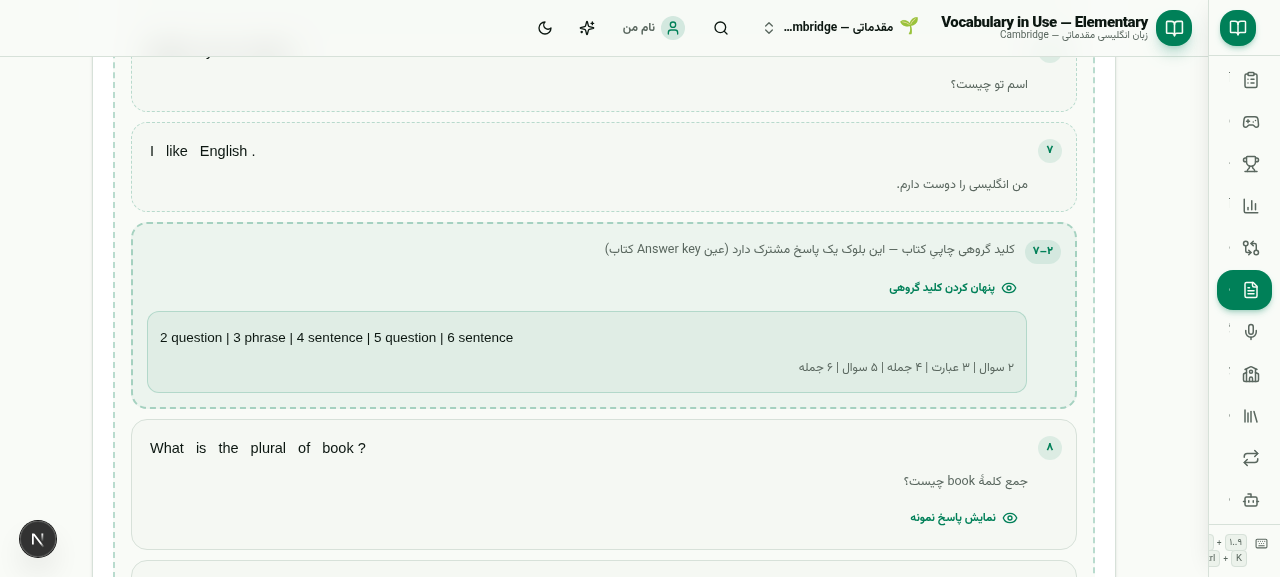 Vocabulary in Use — Elementary
زبان انگلیسی مقدماتی — Cambridge
مقدماتی — mbridge...
نام من
اسم تو چیست؟
۷
I like English .
من انگلیسی را دوست دارم.
۷–۲
کلید گروهی چاپیِ کتاب — این بلوک یک پاسخ مشترک دارد (عین Answer key کتاب)
پنهان کردن کلید گروهی
2 question | 3 phrase | 4 sentence | 5 question | 6 sentence
۲ سوال | ۳ عبارت | ۴ جمله | ۵ سوال | ۶ جمله
۸
What is the plural of book ?
جمع کلمهٔ book چیست؟
نمایش پاسخ نمونه
N
+ ۱..۹
+ K